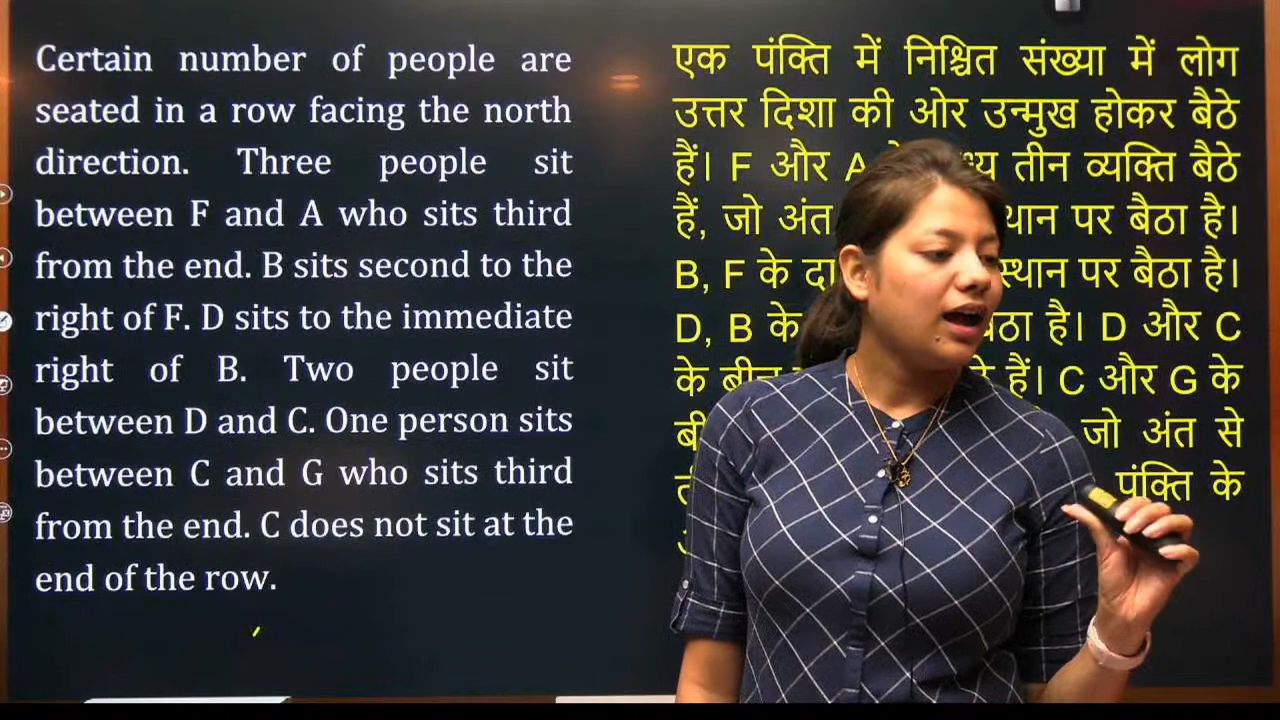 Certain number of people are
seated in a row facing the north
direction. Three people sit
between F and A who sits third
from the end. B sits second to the
right of F. D sits to the immediate
right of B. Two people sit
between D and C. One person sits
between C and G who sits third
from the end. C does not sit at the
end of the row.
एक पंक्ति में निश्चित संख्या में लोग
उत्तर दिशा की ओर उन्मुख होकर बैठे
हैं। F और A तीन व्यक्ति बैठे
हैं, जो अंत पर बैठा है।
B, F के पर बैठा है।
D, B के है। D और C
के हैं। C और G के
जो अंत से
पंक्ति के